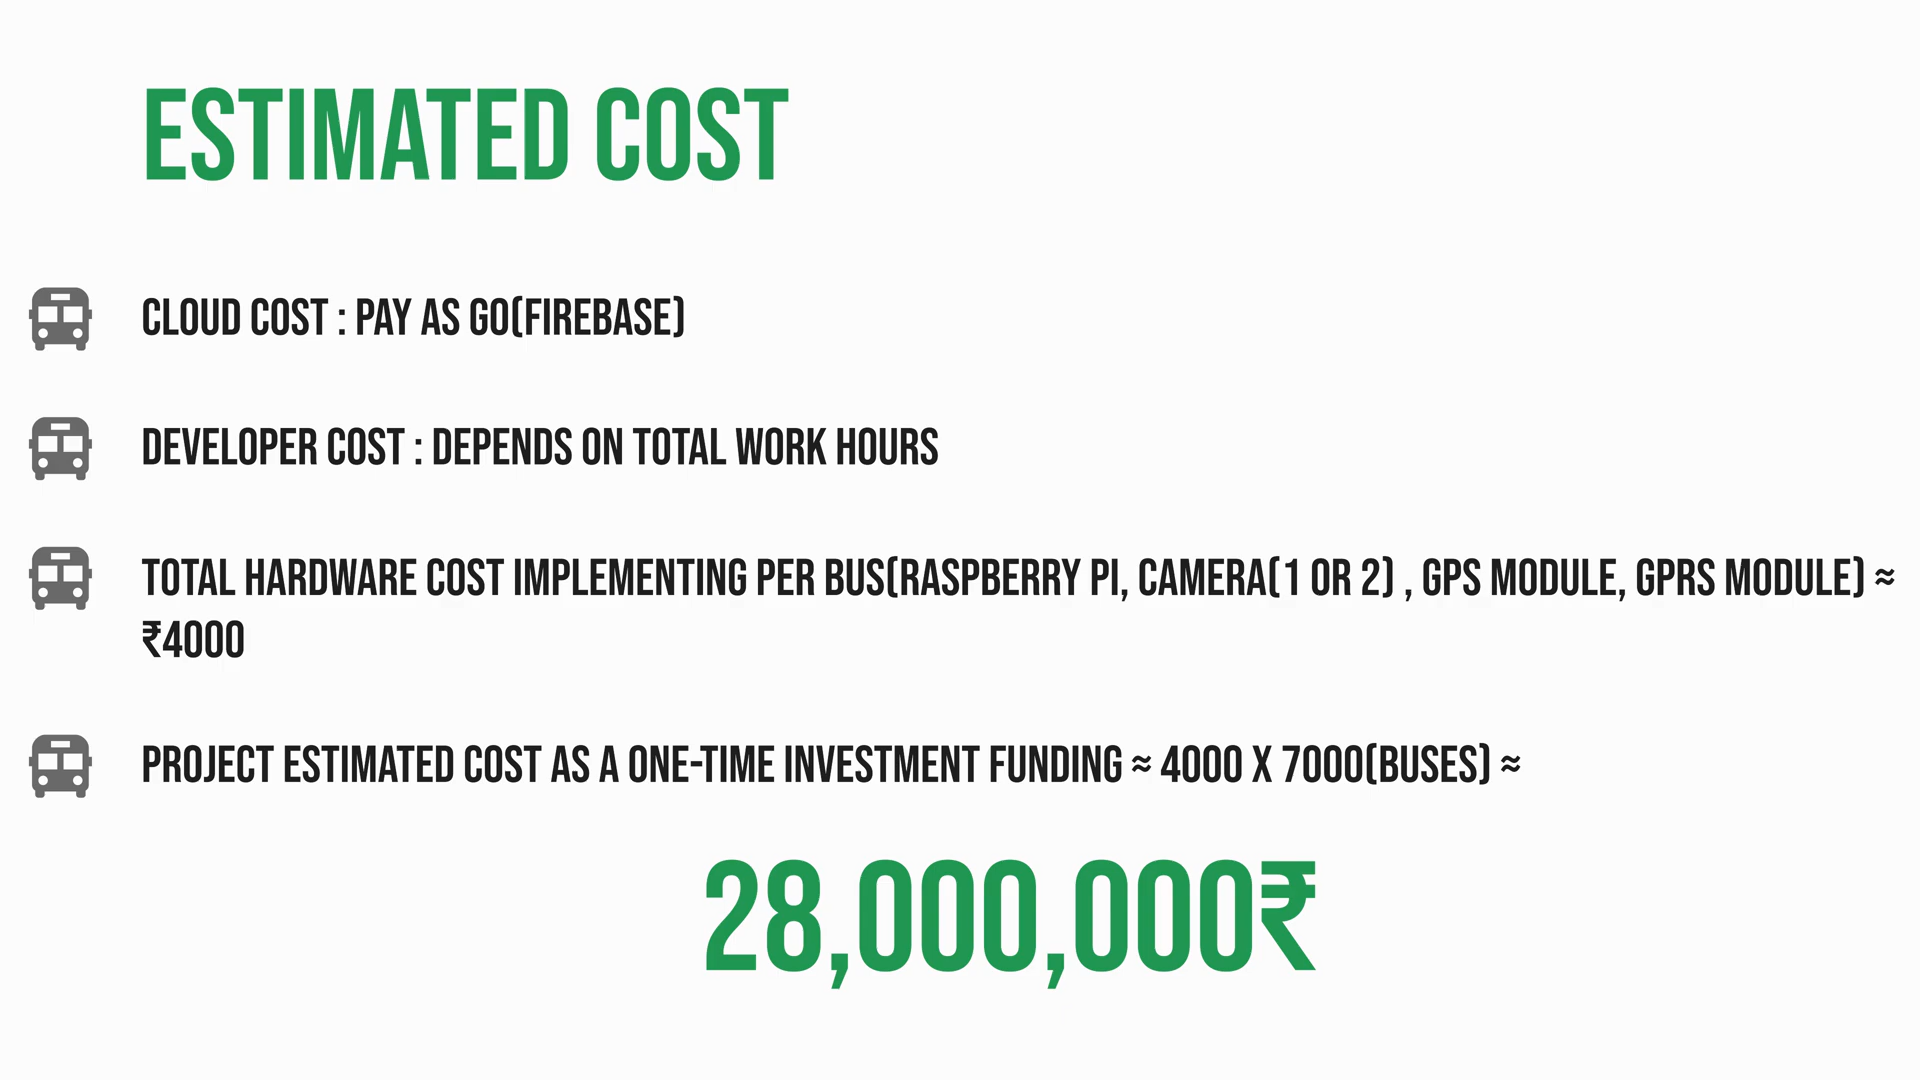 ESTIMATED COST
CLOUD COST : PAY AS GO(FIREBASE)
DEVELOPER COST : DEPENDS ON TOTAL WORK HOURS
TOTAL HARDWARE COST IMPLEMENTING PER BUS(RASPBERRY PI, CAMERA(1 OR 2) , GPS MODULE, GPRS MODULE) ≈
₹4000
PROJECT ESTIMATED COST AS A ONE-TIME INVESTMENT FUNDING ≈ 4000 X 7000(BUSES) ≈
28,000,000₹